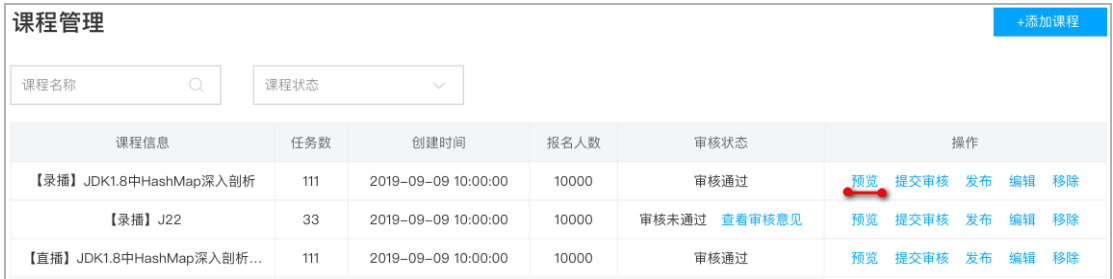 课程管理
+添加课程
课程名称 课程状态
课程信息 任务数 创建时间 报名人数 审核状态 操作
【录播】JDK1.8中HashMap深入剖析 111 2019-09-09 10:00:00 10000 审核通过 预览 提交审核 发布 编辑 移除
【录播】J22 33 2019-09-09 10:00:00 10000 审核未通过 查看审核意见 预览 提交审核 发布 编辑 移除
【直播】JDK1.8中HashMap深入剖析... 111 2019-09-09 10:00:00 10000 审核通过 预览 提交审核 发布 编辑 移除